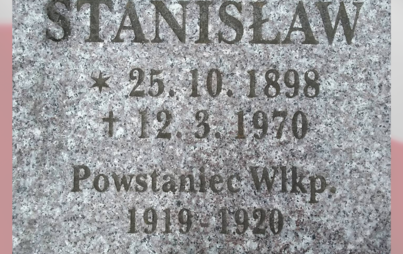 STANISŁAW
* 25. 10. 1898
† 12. 3. 1970
Powstaniec Wlkp.
1919 - 1920